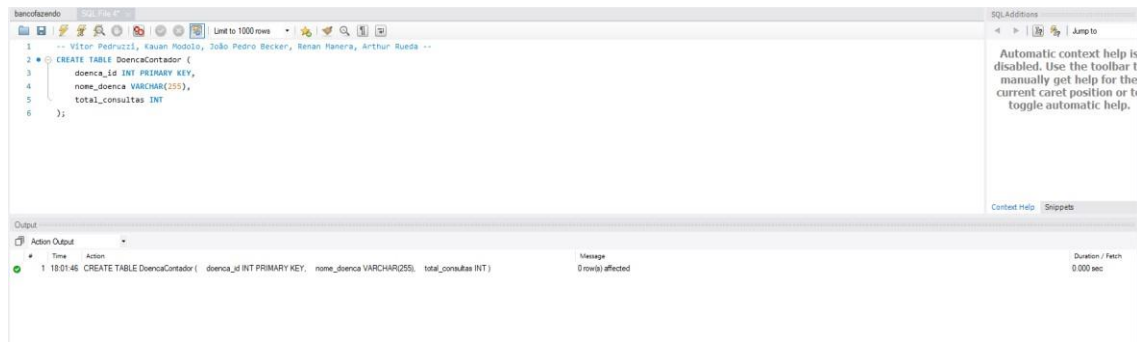 bancofazendo SQL File 4*
Limit to 1000 rows
1 -- Vitor Pedruzzi, Kauan Modolo, João Pedro Becker, Renan Manera, Arthur Rueda --
2 CREATE TABLE DoencaContador (
3 doenca_id INT PRIMARY KEY,
4 nome_doenca VARCHAR(255),
5 total_consultas INT
6 );
SQLAdditions
Jump to
Automatic context help is
disabled. Use the toolbar t
manually get help for the
current caret position or to
toggle automatic help.
Context Help Snippets
Output
Action Output
# Time Action Message Duration / Fetch
1 18:01:46 CREATE TABLE DoencaContador ( doenca_id INT PRIMARY KEY, nome_doenca VARCHAR(255), total_consultas INT ) 0 row(s) affected 0.000 sec